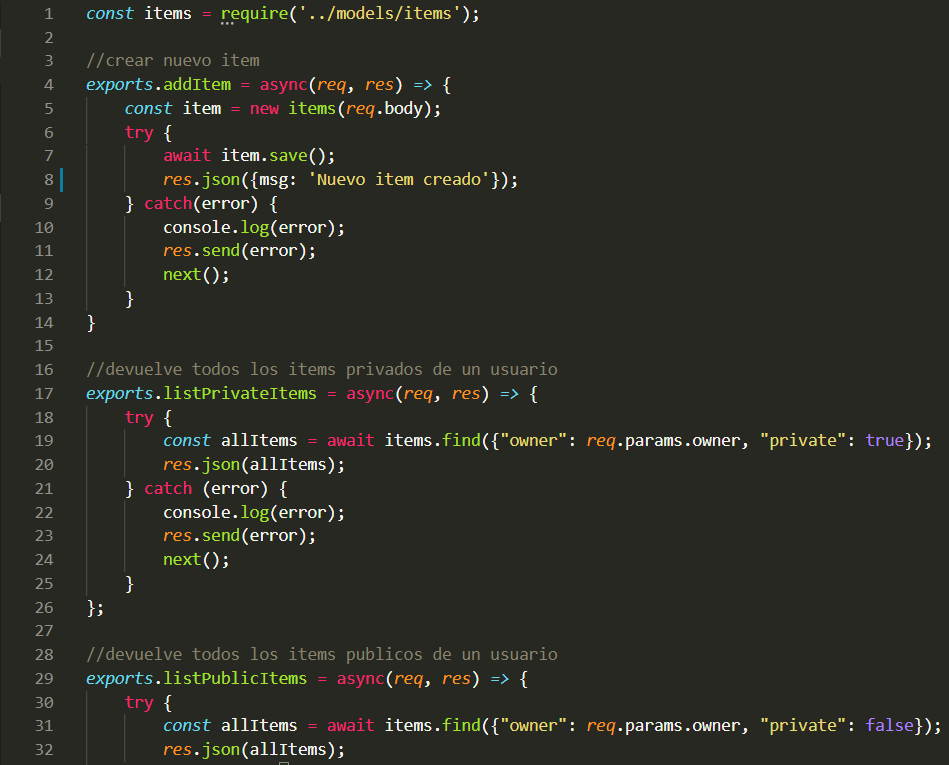 1 const items = require('../models/items');
2
3 //crear nuevo item
4 exports.addItem = async(req, res) => {
5     const item = new items(req.body);
6     try {
7         await item.save();
8         res.json({msg: 'Nuevo item creado'});
9     } catch(error) {
10         console.log(error);
11         res.send(error);
12         next();
13     }
14 }
15
16 //devuelve todos los items privados de un usuario
17 exports.listPrivateItems = async(req, res) => {
18     try {
19         const allItems = await items.find({"owner": req.params.owner, "private": true});
20         res.json(allItems);
21     } catch (error) {
22         console.log(error);
23         res.send(error);
24         next();
25     }
26 };
27
28 //devuelve todos los items publicos de un usuario
29 exports.listPublicItems = async(req, res) => {
30     try {
31         const allItems = await items.find({"owner": req.params.owner, "private": false});
32         res.json(allItems);